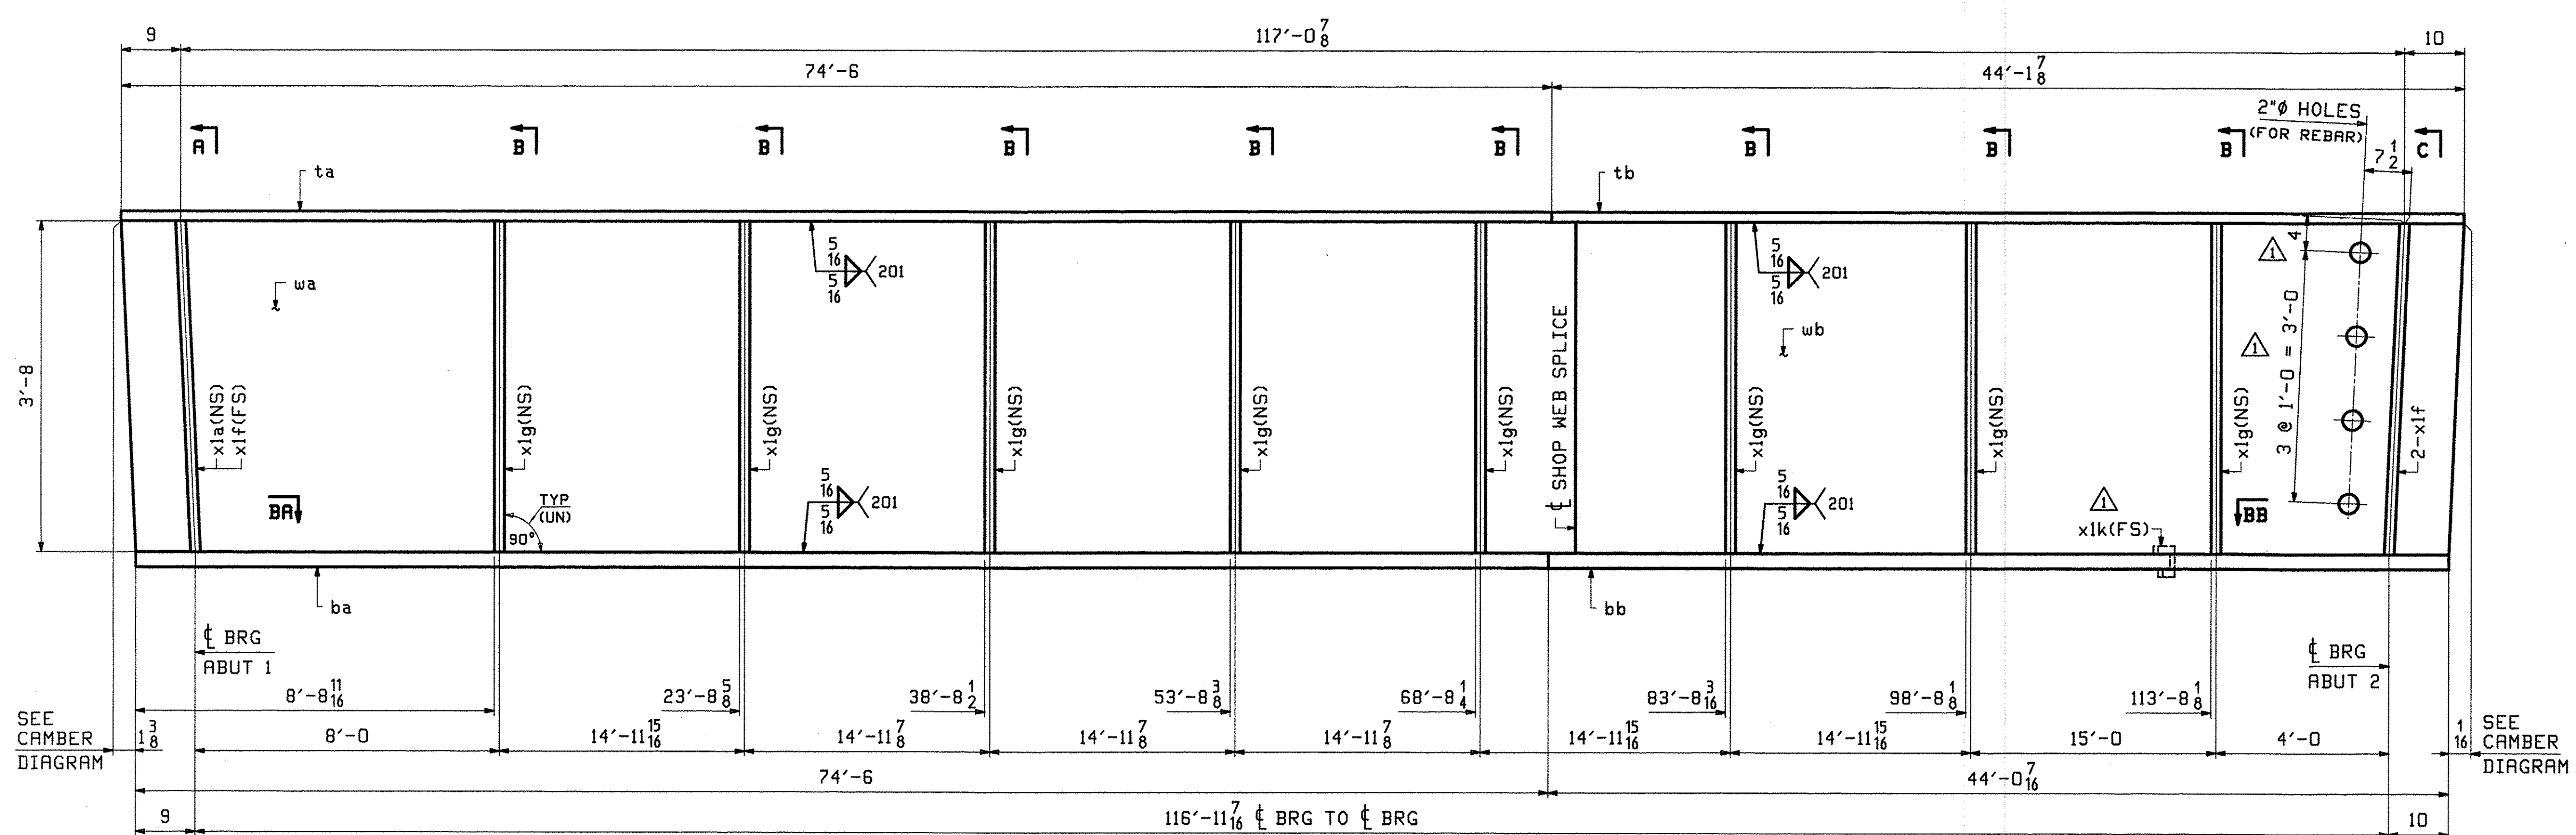 9
117′-0 7/8
10
74′-6
44′-1 7/8
2"Ø HOLES
(FOR REBAR)
7 1/2
A
B
B
B
B
B
B
B
B
C
ta
tb
4
1
5/16
5/16
201
5/16
5/16
201
wa
wb
3′-8
x1a(NS)
x1f(FS)
x1g(NS)
x1g(NS)
x1g(NS)
x1g(NS)
x1g(NS)
℄ SHOP WEB SPLICE
x1g(NS)
x1g(NS)
x1g(NS)
1
3 @ 1′-0 = 3′-0
2-x1f
BA
TYP
(UN)
90°
5/16
5/16
201
5/16
5/16
201
1
x1k(FS)
BB
ba
bb
℄ BRG
ABUT 1
℄ BRG
ABUT 2
8′-8 11/16
23′-8 5/8
38′-8 1/2
53′-8 3/8
68′-8 1/4
83′-8 3/16
98′-8 1/8
113′-8 1/8
SEE
CAMBER
DIAGRAM
1 3/8
8′-0
14′-11 15/16
14′-11 7/8
14′-11 7/8
14′-11 7/8
14′-11 15/16
14′-11 15/16
15′-0
4′-0
1/16
SEE
CAMBER
DIAGRAM
74′-6
44′-0 7/16
9
116′-11 7/16 ℄ BRG TO ℄ BRG
10